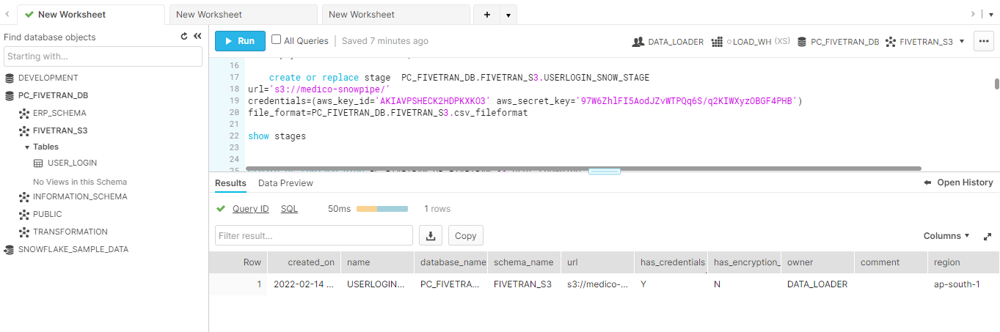 New Worksheet
New Worksheet
New Worksheet
Find database objects
Starting with...
DEVELOPMENT
PC_FIVETRAN_DB
ERP_SCHEMA
FIVETRAN_S3
Tables
USER_LOGIN
No Views in this Schema
INFORMATION_SCHEMA
PUBLIC
TRANSFORMATION
SNOWFLAKE_SAMPLE_DATA
Run All Queries Saved 7 minutes ago DATA_LOADER LOAD_WH (XS) PC_FIVETRAN_DB FIVETRAN_S3
16
17 create or replace stage PC_FIVETRAN_DB.FIVETRAN_S3.USERLOGIN_SNOW_STAGE
18 url='s3://medico-snowpipe/'
19 credentials=(aws_key_id='AKIAVPSHECK2HDPKXKO3' aws_secret_key='97W6ZhlFI5AodJZvWTPQq6S/q2KIWXyzOBGF4PHB')
20 file_format=PC_FIVETRAN_DB.FIVETRAN_S3.csv_fileformat
21
22 show stages
23
24
25
Results Data Preview Open History
Query ID SQL 50ms 1 rows
Filter result... Copy Columns
Row created_on name database_name schema_name url has_credentials has_encryption_ owner comment region
1 2022-02-14 ... USERLOGIN... PC_FIVETRA... FIVETRAN_S3 s3://medico-... Y N DATA_LOADER ap-south-1